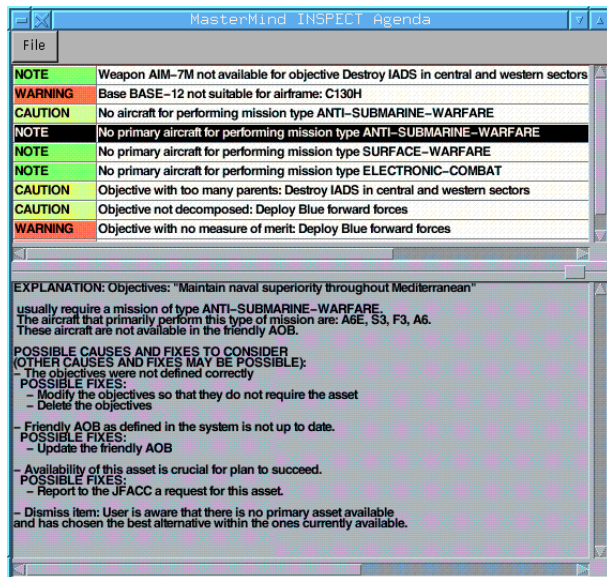 MasterMind INSPECT Agenda
File
NOTE Weapon AIM-7M not available for objective Destroy IADS in central and western sectors
WARNING Base BASE-12 not suitable for airframe: C130H
CAUTION No aircraft for performing mission type ANTI-SUBMARINE-WARFARE
NOTE No primary aircraft for performing mission type ANTI-SUBMARINE-WARFARE
NOTE No primary aircraft for performing mission type SURFACE-WARFARE
NOTE No primary aircraft for performing mission type ELECTRONIC-COMBAT
CAUTION Objective with too many parents: Destroy IADS in central and western sectors
CAUTION Objective not decomposed: Deploy Blue forward forces
WARNING Objective with no measure of merit: Deploy Blue forward forces
EXPLANATION: Objectives: "Maintain naval superiority throughout Mediterranean"
usually require a mission of type ANTI-SUBMARINE-WARFARE.
The aircraft that primarily perform this type of mission are: A6E, S3, F3, A6.
These aircraft are not available in the friendly AOB.
POSSIBLE CAUSES AND FIXES TO CONSIDER
(OTHER CAUSES AND FIXES MAY BE POSSIBLE):
- The objectives were not defined correctly
POSSIBLE FIXES:
- Modify the objectives so that they do not require the asset
- Delete the objectives
- Friendly AOB as defined in the system is not up to date.
POSSIBLE FIXES:
- Update the friendly AOB
- Availability of this asset is crucial for plan to succeed.
POSSIBLE FIXES:
- Report to the JFACC a request for this asset.
- Dismiss item: User is aware that there is no primary asset available
and has chosen the best alternative within the ones currently available.